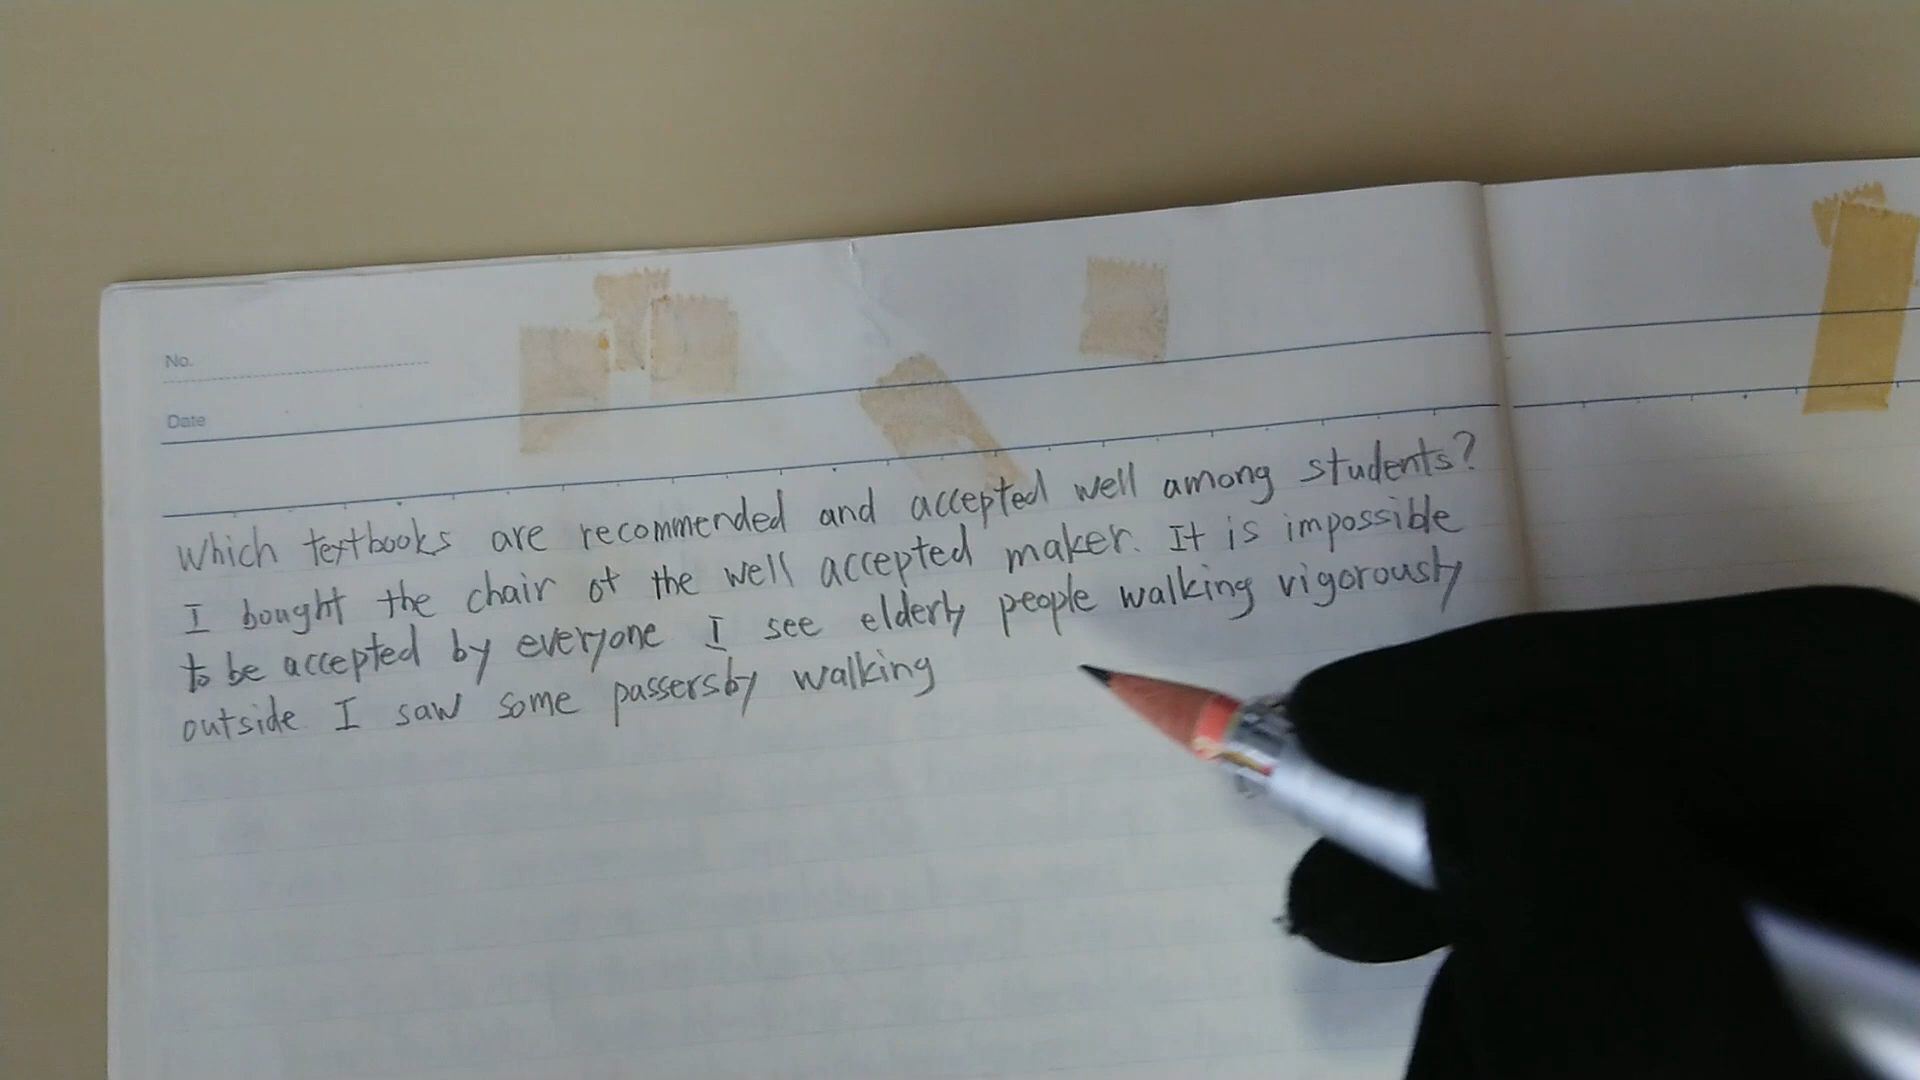 No.
Date
Which textbooks are recommended and accepted well among students?
I bought the chair of the well accepted maker. It is impossible
to be accepted by everyone I see elderly people walking vigorously
outside. I saw some passersby walking